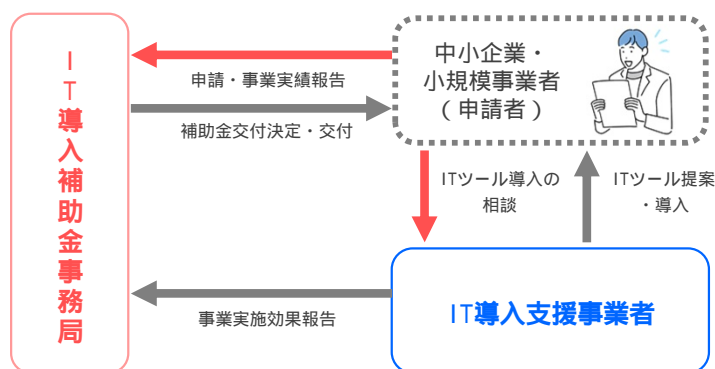 IT導入補助金事務局
申請・事業実績報告
補助金交付決定・交付
中小企業・
小規模事業者
(申請者)
ITツール導入の
相談
ITツール提案
・導入
事業実施効果報告
IT導入支援事業者